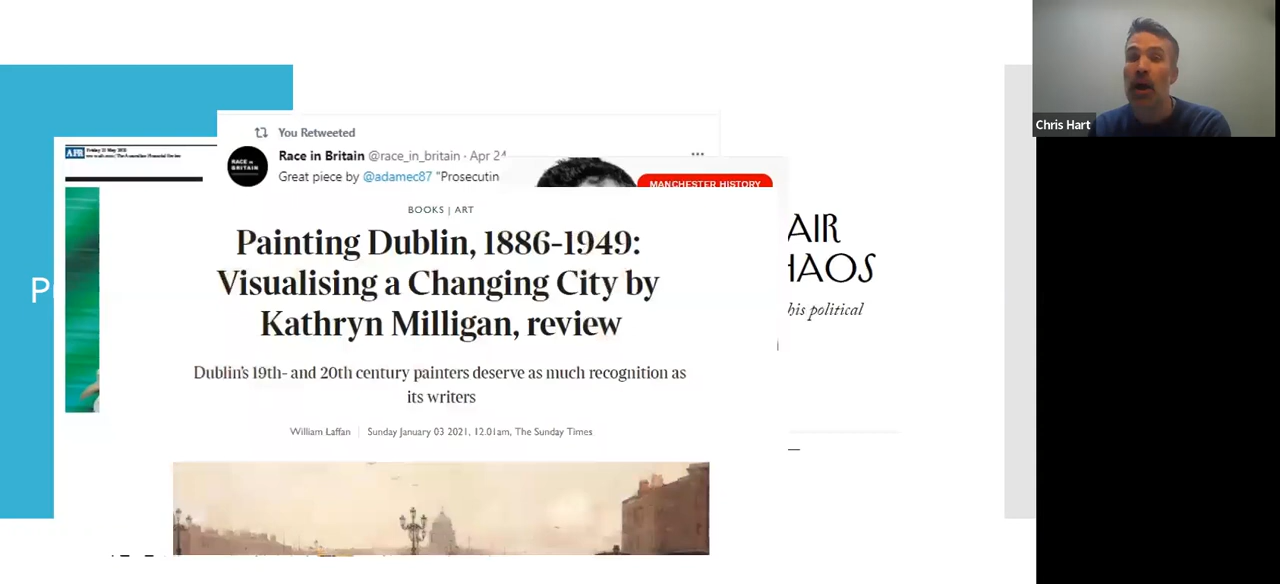 You Retweeted
RACE IN
BRITAIN
Race in Britain @race_in_britain · Apr 24
Great piece by @adamec87 "Prosecutin
MANCHESTER HISTORY
BOOKS | ART
Painting Dublin, 1886-1949:
Visualising a Changing City by
Kathryn Milligan, review
Dublin's 19th- and 20th century painters deserve as much recognition as
its writers
William Laffan | Sunday January 03 2021, 12.01am, The Sunday Times
AIR
HAOS
his political
P
Chris Hart